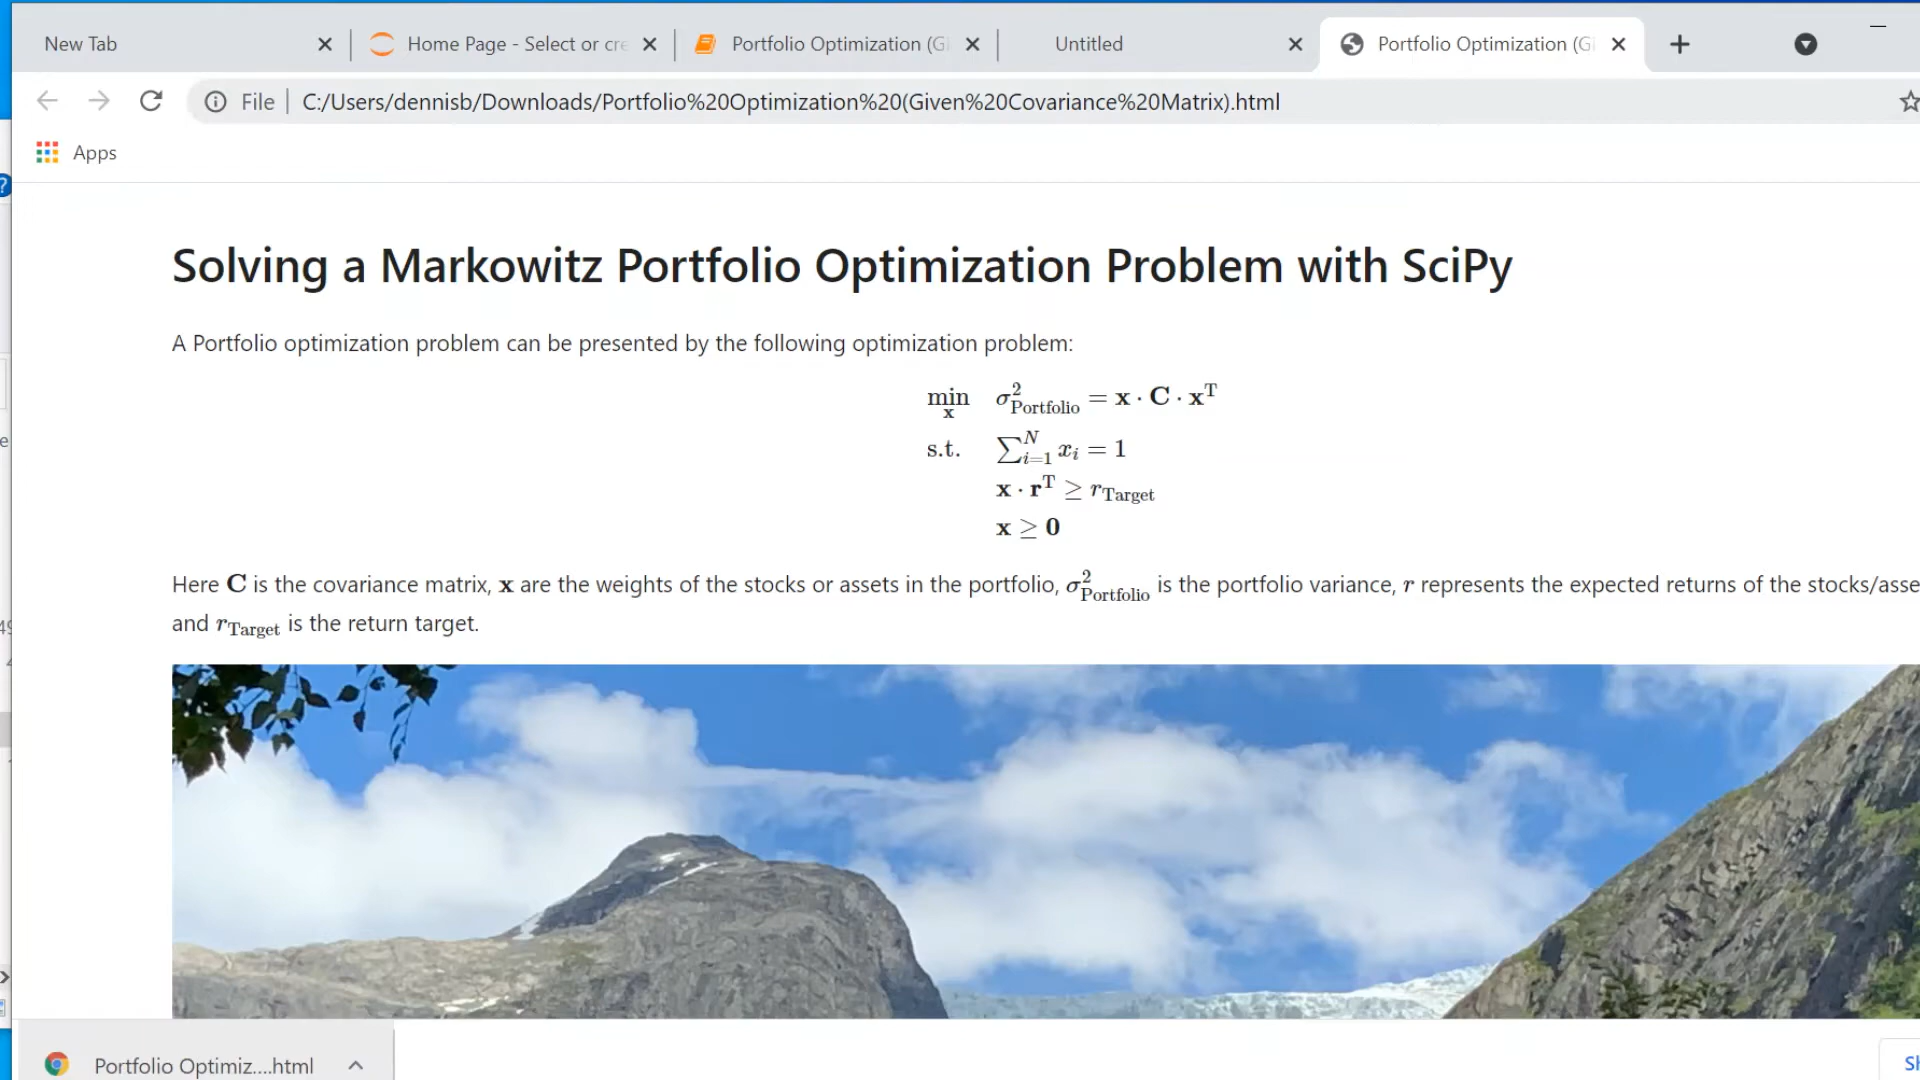 New Tab
Home Page - Select or cre
Portfolio Optimization (Gi
Untitled
Portfolio Optimization (Gi
File
C:/Users/dennisb/Downloads/Portfolio%20Optimization%20(Given%20Covariance%20Matrix).html
Apps
Solving a Markowitz Portfolio Optimization Problem with SciPy
A Portfolio optimization problem can be presented by the following optimization problem:
min x σ²Portfolio = x · C · xᵀ
s.t. ∑ᴺᵢ₌₁ xᵢ = 1
x · rᵀ ≥ rTarget
x ≥ 0
Here C is the covariance matrix, x are the weights of the stocks or assets in the portfolio, σ²Portfolio is the portfolio variance, r represents the expected returns of the stocks/asse
and rTarget is the return target.
Portfolio Optimiz....html